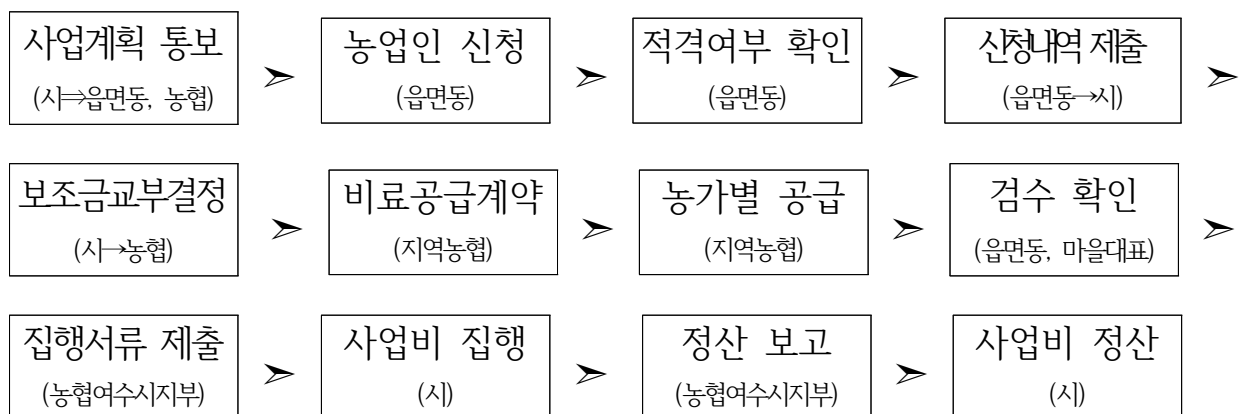 사업계획 통보 ➢ 농업인 신청 ➢ 적격여부 확인 ➢ 신청내역 제출 ➢
(시⇒읍면동, 농협) (읍면동) (읍면동) (읍면동→시)
보조금교부결정 ➢ 비료공급계약 ➢ 농가별 공급 ➢ 검수 확인 ➢
(시→농협) (지역농협) (지역농협) (읍면동, 마을대표)
집행서류 제출 ➢ 사업비 집행 ➢ 정산 보고 ➢ 사업비 정산
(농협여수시지부) (시) (농협여수시지부) (시)